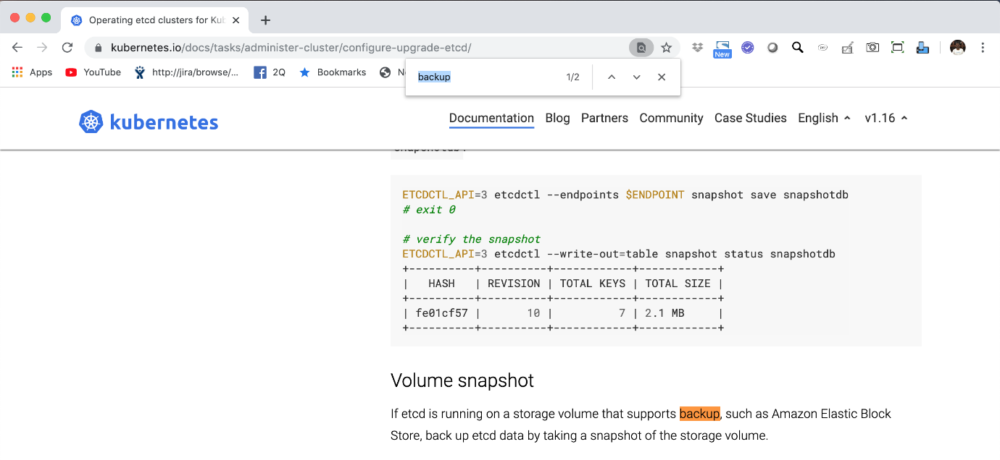 Operating etcd clusters for Kub
kubernetes.io/docs/tasks/administer-cluster/configure-upgrade-etcd/
New
Apps YouTube http://jira/browse/... 2Q Bookmarks
backup 1/2
kubernetes
Documentation Blog Partners Community Case Studies English v1.16
ETCDCTL_API=3 etcdctl --endpoints $ENDPOINT snapshot save snapshotdb
# exit 0
# verify the snapshot
ETCDCTL_API=3 etcdctl --write-out=table snapshot status snapshotdb
+----------+----------+------------+------------+
|   HASH   | REVISION | TOTAL KEYS | TOTAL SIZE |
+----------+----------+------------+------------+
| fe01cf57 |       10 |          7 | 2.1 MB     |
+----------+----------+------------+------------+
Volume snapshot
If etcd is running on a storage volume that supports backup, such as Amazon Elastic Block
Store, back up etcd data by taking a snapshot of the storage volume.